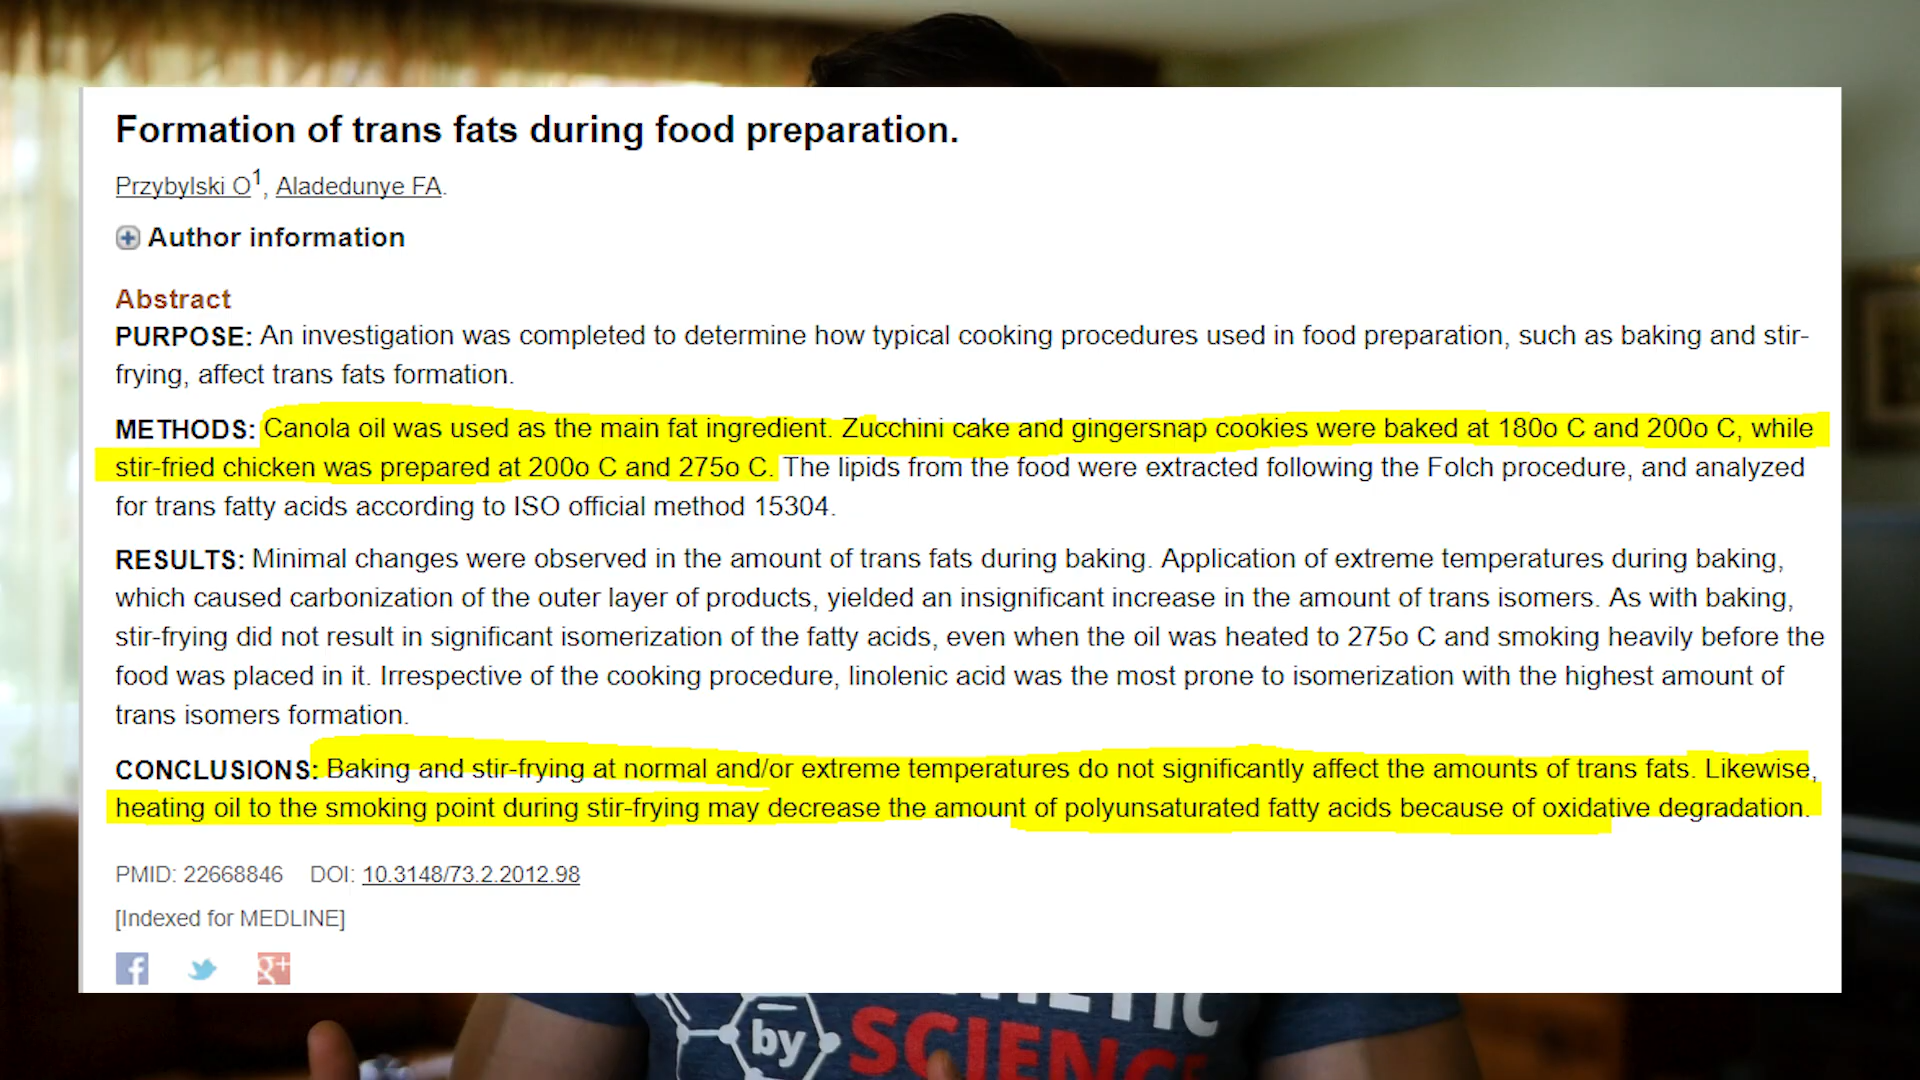 Formation of trans fats during food preparation.
Przybylski O1, Aladedunye FA.
Author information
Abstract
PURPOSE: An investigation was completed to determine how typical cooking procedures used in food preparation, such as baking and stir-
frying, affect trans fats formation.
METHODS: Canola oil was used as the main fat ingredient. Zucchini cake and gingersnap cookies were baked at 180o C and 200o C, while
stir-fried chicken was prepared at 200o C and 275o C. The lipids from the food were extracted following the Folch procedure, and analyzed
for trans fatty acids according to ISO official method 15304.
RESULTS: Minimal changes were observed in the amount of trans fats during baking. Application of extreme temperatures during baking,
which caused carbonization of the outer layer of products, yielded an insignificant increase in the amount of trans isomers. As with baking,
stir-frying did not result in significant isomerization of the fatty acids, even when the oil was heated to 275o C and smoking heavily before the
food was placed in it. Irrespective of the cooking procedure, linolenic acid was the most prone to isomerization with the highest amount of
trans isomers formation.
CONCLUSIONS: Baking and stir-frying at normal and/or extreme temperatures do not significantly affect the amounts of trans fats. Likewise,
heating oil to the smoking point during stir-frying may decrease the amount of polyunsaturated fatty acids because of oxidative degradation.
PMID: 22668846 DOI: 10.3148/73.2.2012.98
[Indexed for MEDLINE]
f g+
by SCIENC